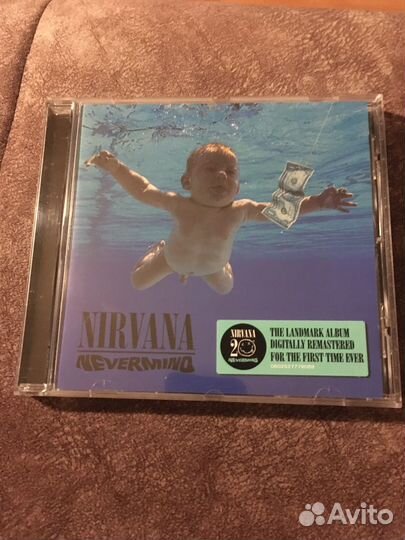 NIRVANA
NEVERMIND
NIRVANA
20
NEVERMIND
THE LANDMARK ALBUM
DIGITALLY REMASTERED
FOR THE FIRST TIME EVER
Avito